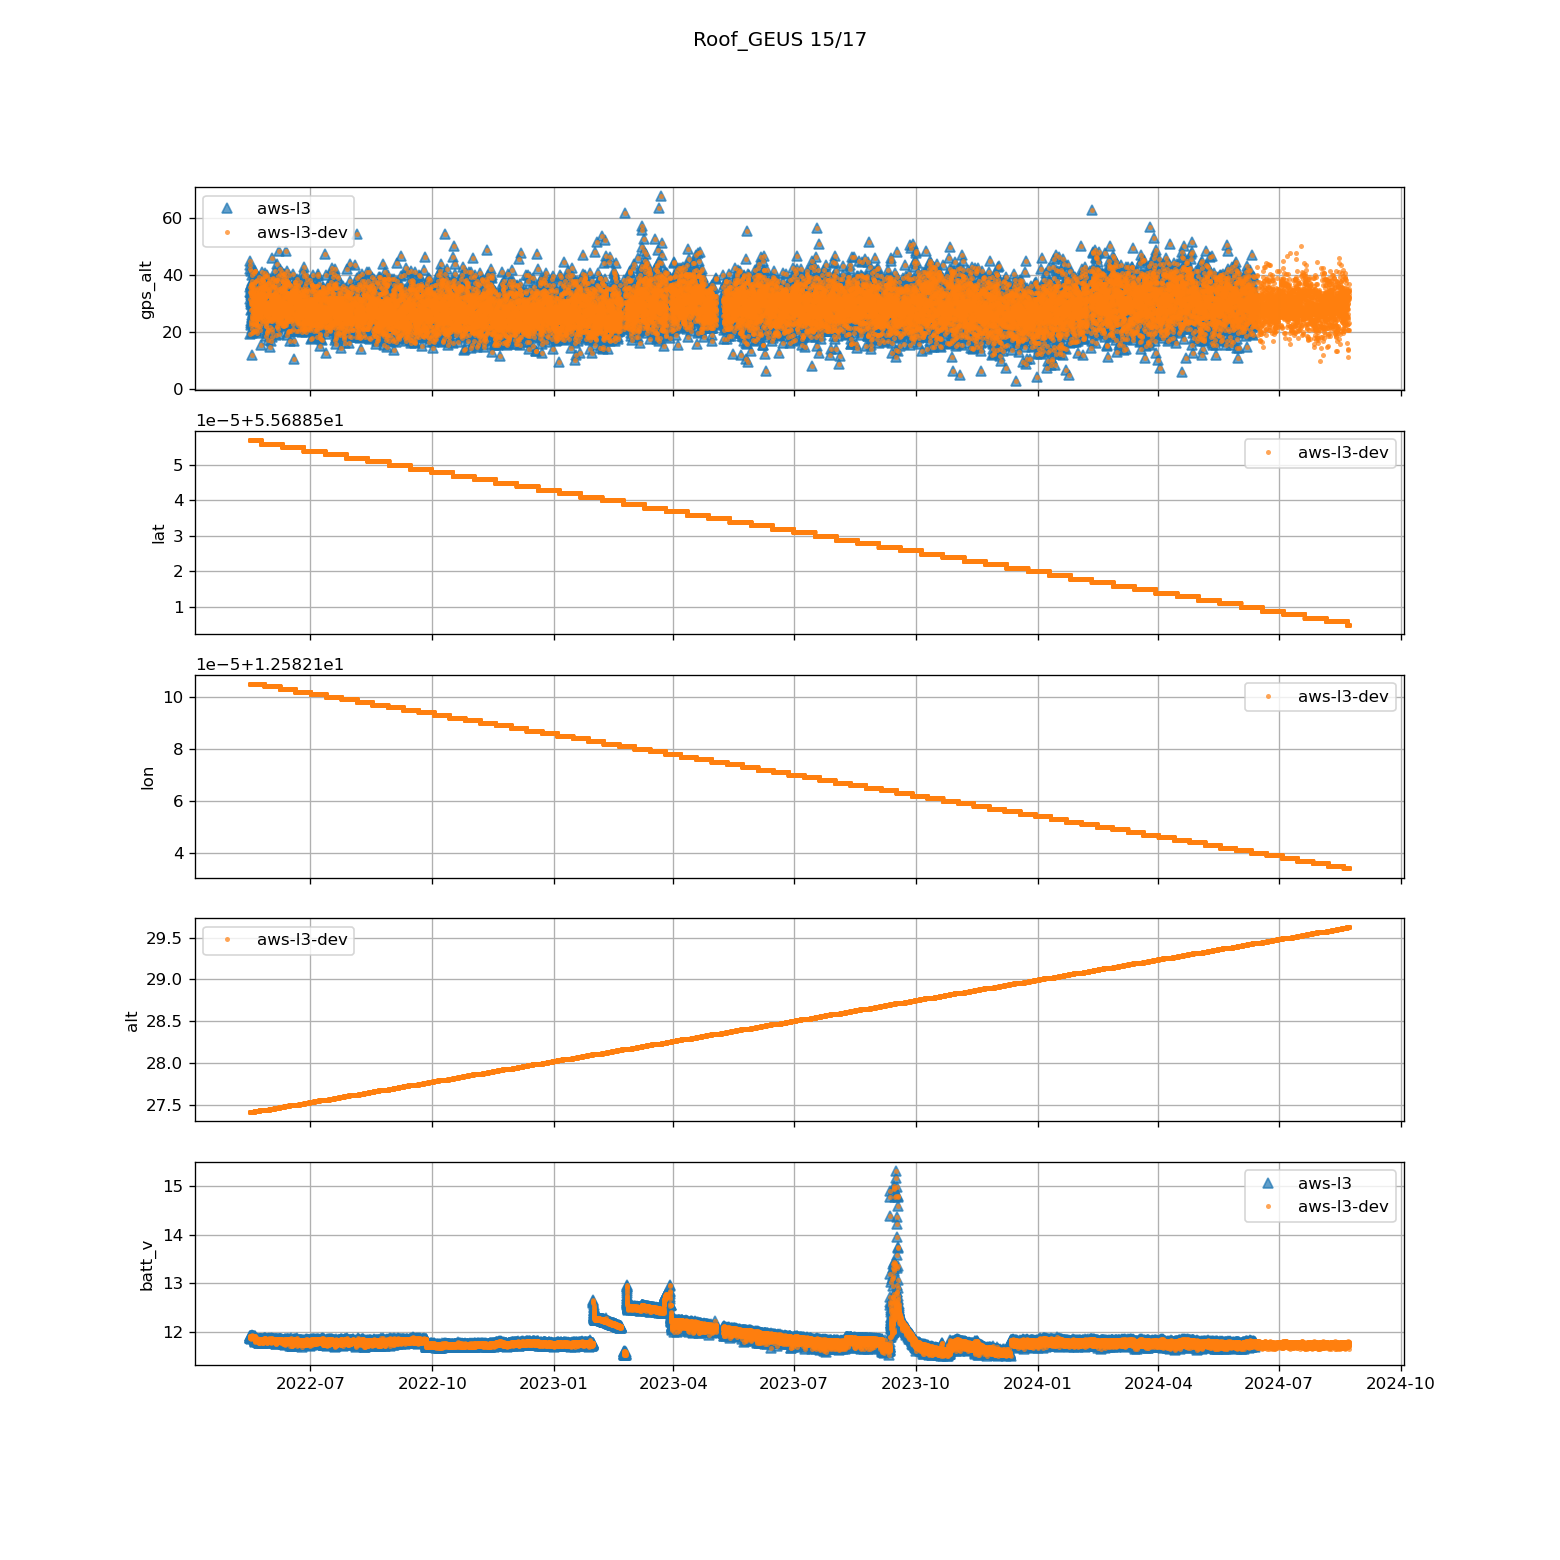 Roof_GEUS 15/17
aws-l3
aws-l3-dev
60
40
20
0
gps_alt
1e−5+5.56885e1
aws-l3-dev
5
4
3
2
1
lat
1e−5+1.25821e1
aws-l3-dev
10
8
6
4
lon
aws-l3-dev
29.5
29.0
28.5
28.0
27.5
alt
aws-l3
aws-l3-dev
15
14
13
12
batt_v
2022-07 2022-10 2023-01 2023-04 2023-07 2023-10 2024-01 2024-04 2024-07 2024-10